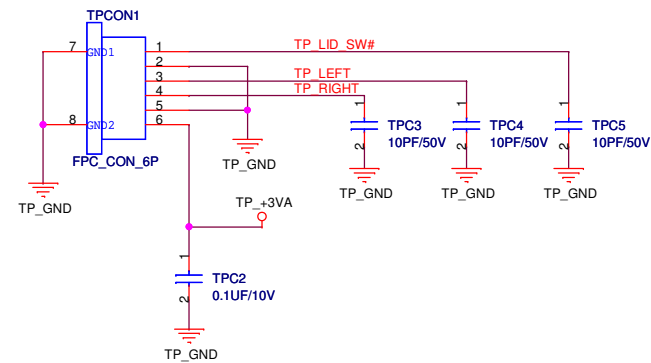 TPCON1
7 GND1
8 GND2
1
2
3
4
5
6
FPC_CON_6P
TP_LID_SW#
TP_LEFT
TP_RIGHT
1
2
TPC3
10PF/50V
1
2
TPC4
10PF/50V
1
2
TPC5
10PF/50V
TP_GND
TP_GND
TP_GND
TP_GND
TP_GND
TP_+3VA
1
2
TPC2
0.1UF/10V
TP_GND